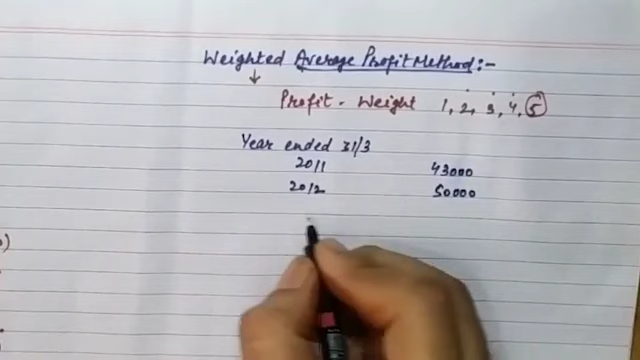 Weighted Average Profit Method:-
↓
Profit - Weight 1, 2, 3, 4, 5
Year ended 31/3
2011 43000
2012 50000
)